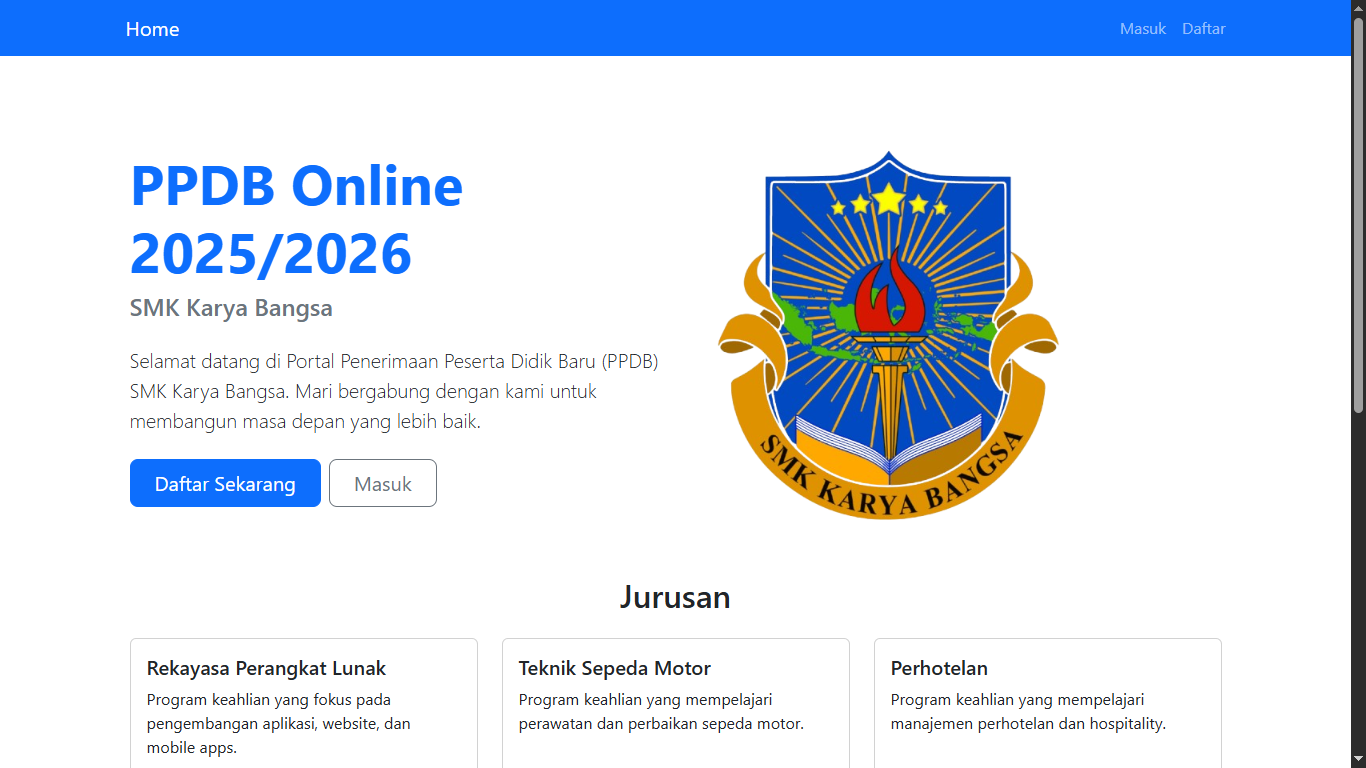 Home
Masuk
Daftar
PPDB Online
2025/2026
SMK Karya Bangsa
Selamat datang di Portal Penerimaan Peserta Didik Baru (PPDB)
SMK Karya Bangsa. Mari bergabung dengan kami untuk
membangun masa depan yang lebih baik.
Daftar Sekarang
Masuk
SMK KARYA BANGSA
Jurusan
Rekayasa Perangkat Lunak
Program keahlian yang fokus pada
pengembangan aplikasi, website, dan
mobile apps.
Teknik Sepeda Motor
Program keahlian yang mempelajari
perawatan dan perbaikan sepeda motor.
Perhotelan
Program keahlian yang mempelajari
manajemen perhotelan dan hospitality.